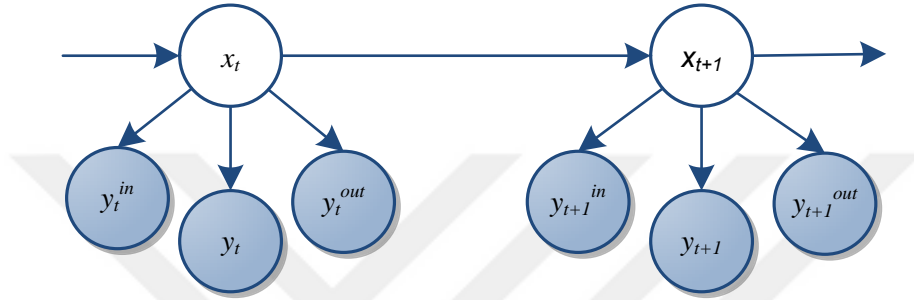 x_t x_{t+1}
y_t^{in} y_t^{out} y_{t+1}^{in} y_{t+1}^{out}
y_t y_{t+1}